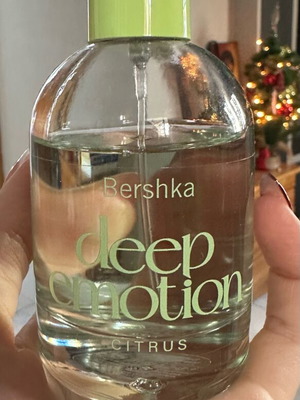 Bershka
deep
emotion
CITRUS